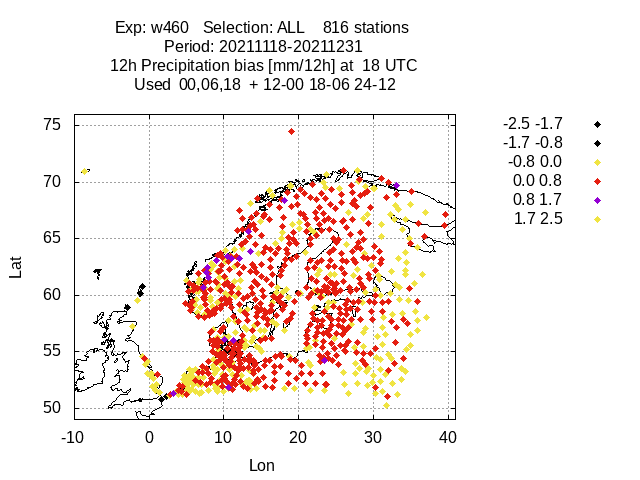 Exp: w460 Selection: ALL 816 stations
Period: 20211118-20211231
12h Precipitation bias [mm/12h] at 18 UTC
Used 00,06,18 + 12-00 18-06 24-12
-2.5 -1.7
-1.7 -0.8
-0.8 0.0
0.0 0.8
0.8 1.7
1.7 2.5
75
70
65
60
55
50
Lat
-10 0 10 20 30 40
Lon